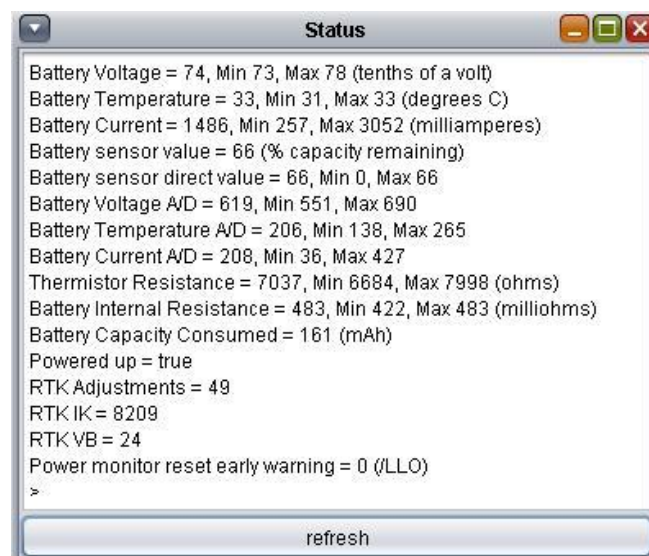 Status
Battery Voltage = 74, Min 73, Max 78 (tenths of a volt)
Battery Temperature = 33, Min 31, Max 33 (degrees C)
Battery Current = 1486, Min 257, Max 3052 (milliamperes)
Battery sensor value = 66 (% capacity remaining)
Battery sensor direct value = 66, Min 0, Max 66
Battery Voltage A/D = 619, Min 551, Max 690
Battery Temperature A/D = 206, Min 138, Max 265
Battery Current A/D = 208, Min 36, Max 427
Thermistor Resistance = 7037, Min 6684, Max 7998 (ohms)
Battery Internal Resistance = 483, Min 422, Max 483 (milliohms)
Battery Capacity Consumed = 161 (mAh)
Powered up = true
RTK Adjustments = 49
RTK IK = 8209
RTK VB = 24
Power monitor reset early warning = 0 (/LLO)
>
refresh